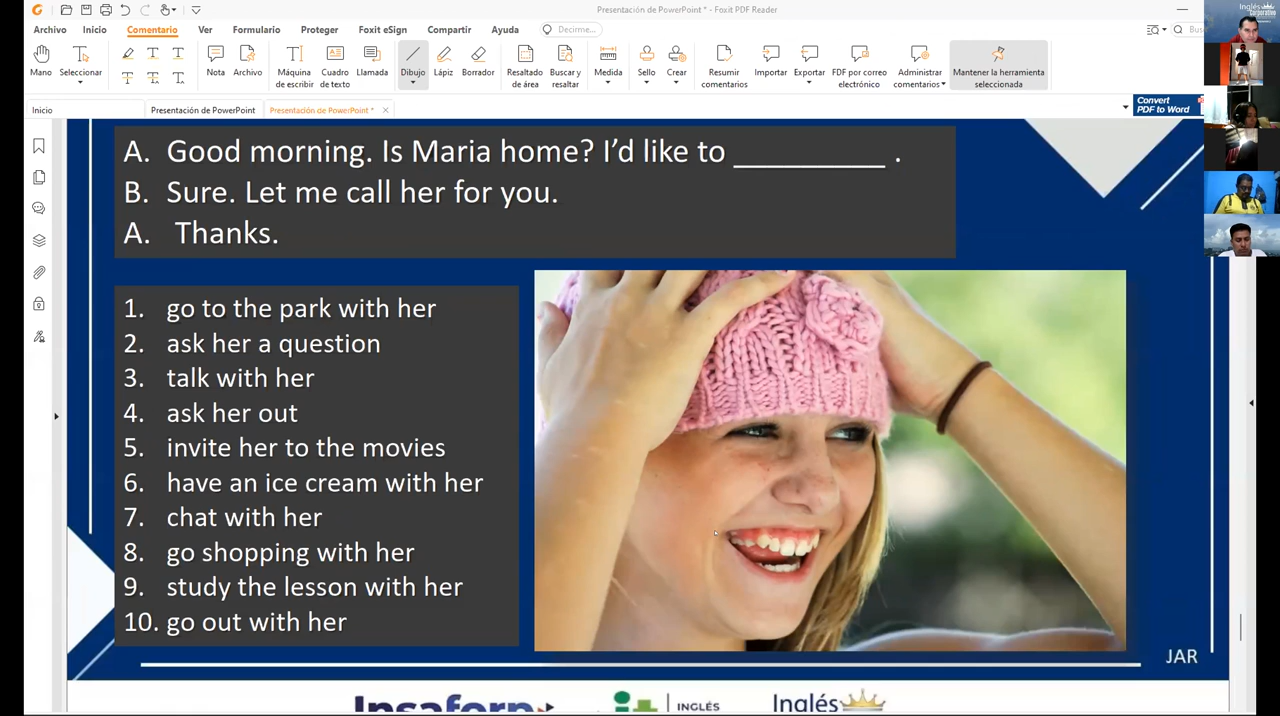 Presentación de PowerPoint * - Foxit PDF Reader
Archivo Inicio Comentario Ver Formulario Proteger Foxit eSign Compartir Ayuda Decirme...
Mano
Seleccionar
Nota
Archivo
Máquina de escribir
Cuadro de texto
Llamada
Dibujo
Lápiz
Borrador
Resaltado de área
Buscar y resaltar
Medida
Sello
Crear
Resumir comentarios
Importar
Exportar
PDF por correo electrónico
Administrar comentarios
Mantener la herramienta seleccionada
Inicio
Presentación de PowerPoint
Presentación de PowerPoint *
Convert
PDF to Word
Inglés
A. Good morning. Is Maria home? I'd like to __________ .
B. Sure. Let me call her for you.
A. Thanks.
1. go to the park with her
2. ask her a question
3. talk with her
4. ask her out
5. invite her to the movies
6. have an ice cream with her
7. chat with her
8. go shopping with her
9. study the lesson with her
10. go out with her
JAR
Insaforp
INGLÉS
Inglés